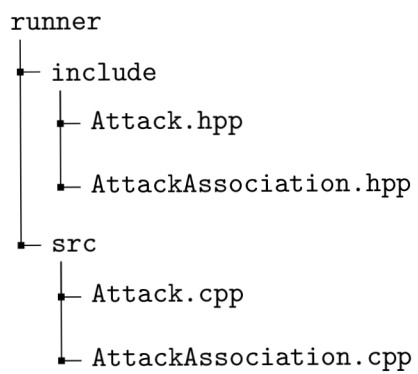 runner
include
Attack.hpp
AttackAssociation.hpp
src
Attack.cpp
AttackAssociation.cpp